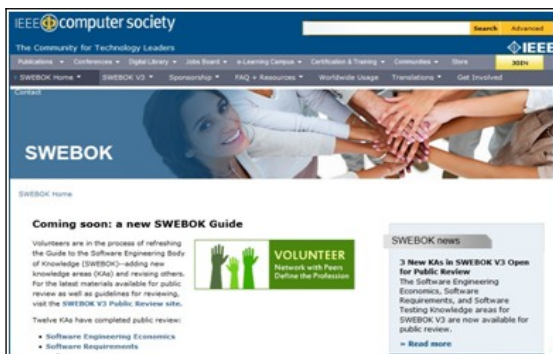 IEEE computer society
Search Advanced
The Community for Technology Leaders
IEEE
Publications Conferences Digital Library Jobs Board e-Learning Campus Certification & Training Communities Store JOIN
SWEBOK Home SWEBOK V3 Sponsorship FAQ + Resources Worldwide Usage Translations Get Involved
Contact
SWEBOK
SWEBOK Home
Coming soon: a new SWEBOK Guide
Volunteers are in the process of refreshing
the Guide to the Software Engineering Body
of Knowledge (SWEBOK)—adding new
knowledge areas (KAs) and revising others.
For the latest materials available for public
review as well as guidelines for reviewing,
visit the SWEBOK V3 Public Review site.
Twelve KAs have completed public review:
• Software Engineering Economics
• Software Requirements
VOLUNTEER
Network with Peers
Define the Profession
SWEBOK news
3 New KAs in SWEBOK V3 Open
for Public Review
The Software Engineering
Economics, Software
Requirements, and Software
Testing Knowledge areas for
SWEBOK V3 are now available for
public review.
» Read more